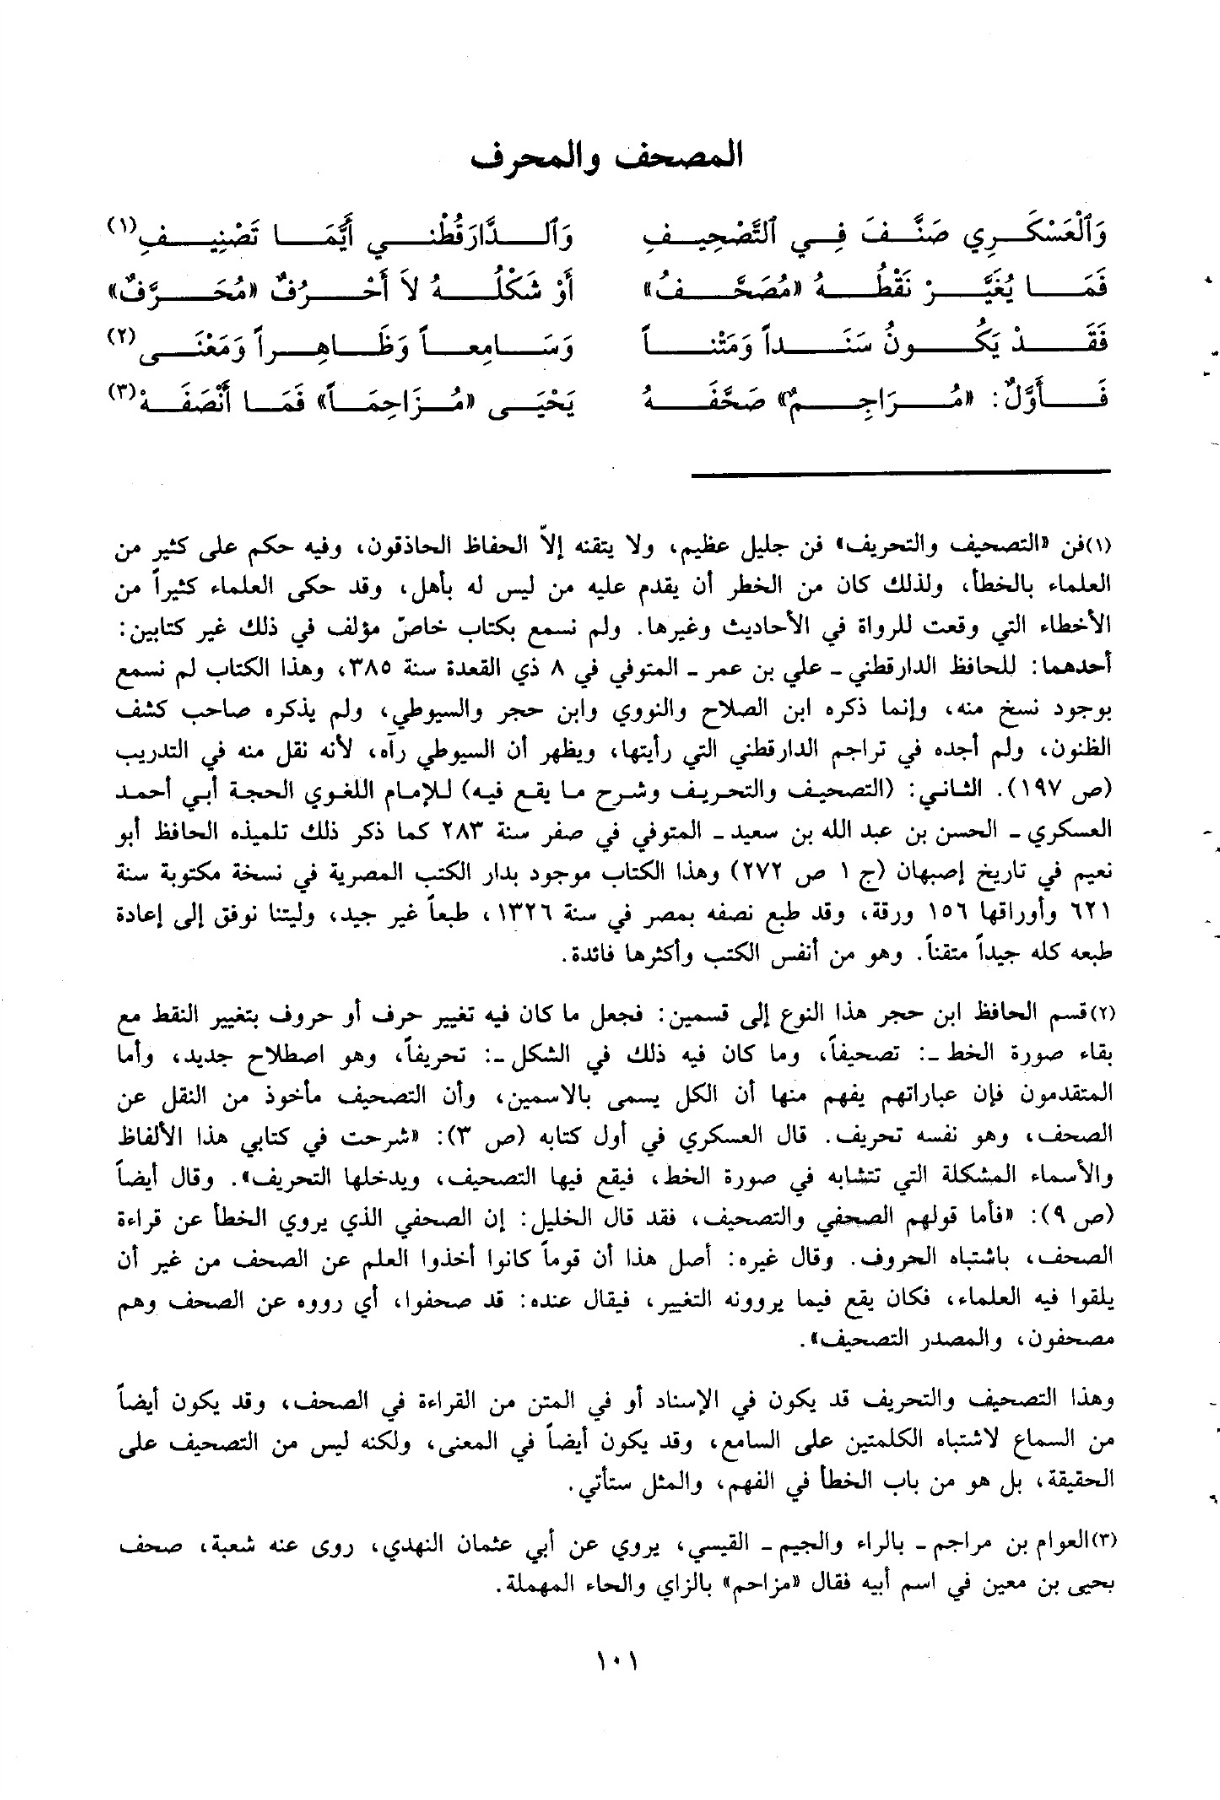 المصحف والمحرف
وَٱلْعَسْكَرِي صَنَّفَ فِي ٱلتَّصْحِيفِ وَٱلدَّارَقُطْنِي أَيَّمَا تَصْنِيفِ(١)
فَمَا يُغَيَّرْ نَقْطُهُ «مُصَحَّفُ» أَوْ شَكْلُهُ لاَ أَحْرُفٌ «مُحَرَّفٌ»
فَقَدْ يَكُونُ سَنَداً وَمَتْناً وَسَامِعاً وَظَاهِراً وَمَعْنَى(٢)
فَأَوَّلٌ: «مُرَاجِمٌ» صَحَّفَهُ يَحْيَى «مُزَاحِمَاً» فَمَا أَنْصَفَهْ(٣)
(١)فن «التصحيف والتحريف» فن جليل عظيم، ولا يتقنه إلاّ الحفاظ الحاذقون، وفيه حكم على كثير من
العلماء بالخطأ، ولذلك كان من الخطر أن يقدم عليه من ليس له بأهل، وقد حكى العلماء كثيراً من
الأخطاء التي وقعت للرواة في الأحاديث وغيرها. ولم نسمع بكتاب خاصّ مؤلف في ذلك غير كتابين:
أحدهما: للحافظ الدارقطني ـ علي بن عمر ـ المتوفي في ٨ ذي القعدة سنة ٣٨٥، وهذا الكتاب لم نسمع
بوجود نسخ منه، وإنما ذكره ابن الصلاح والنووي وابن حجر والسيوطي، ولم يذكره صاحب كشف
الظنون، ولم أجده في تراجم الدارقطني التي رأيتها، ويظهر أن السيوطي رآه، لأنه نقل منه في التدريب
(ص ١٩٧). الثاني: (التصحيف والتحريف وشرح ما يقع فيه) للإمام اللغوي الحجة أبي أحمد
العسكري ـ الحسن بن عبد الله بن سعيد ـ المتوفي في صفر سنة ٢٨٣ كما ذكر ذلك تلميذه الحافظ أبو
نعيم في تاريخ إصبهان (ج ١ ص ٢٧٢) وهذا الكتاب موجود بدار الكتب المصرية في نسخة مكتوبة سنة
٦٢١ وأوراقها ١٥٦ ورقة، وقد طبع نصفه بمصر في سنة ١٣٢٦، طبعاً غير جيد، وليتنا نوفق إلى إعادة
طبعه كله جيداً متقناً. وهو من أنفس الكتب وأكثرها فائدة.
(٢)قسم الحافظ ابن حجر هذا النوع إلى قسمين: فجعل ما كان فيه تغيير حرف أو حروف بتغيير النقط مع
بقاء صورة الخط ـ: تصحيفاً، وما كان فيه ذلك في الشكل ـ: تحريفاً، وهو اصطلاح جديد، وأما
المتقدمون فإن عباراتهم يفهم منها أن الكل يسمى بالاسمين، وأن التصحيف مأخوذ من النقل عن
الصحف، وهو نفسه تحريف. قال العسكري في أول كتابه (ص ٣): «شرحت في كتابي هذا الألفاظ
والأسماء المشكلة التي تتشابه في صورة الخط، فيقع فيها التصحيف، ويدخلها التحريف». وقال أيضاً
(ص ٩): «فأما قولهم الصحفي والتصحيف، فقد قال الخليل: إن الصحفي الذي يروي الخطأ عن قراءة
الصحف، باشتباه الحروف. وقال غيره: أصل هذا أن قوماً كانوا أخذوا العلم عن الصحف من غير أن
يلقوا فيه العلماء، فكان يقع فيما يروونه التغيير، فيقال عنده: قد صحفوا، أي رووه عن الصحف وهم
مصحفون، والمصدر التصحيف».
وهذا التصحيف والتحريف قد يكون في الإسناد أو في المتن من القراءة في الصحف، وقد يكون أيضاً
من السماع لاشتباه الكلمتين على السامع، وقد يكون أيضاً في المعنى، ولكنه ليس من التصحيف على
الحقيقة، بل هو من باب الخطأ في الفهم، والمثل ستأتي.
(٣)العوام بن مراجم ـ بالراء والجيم ـ القيسي، يروي عن أبي عثمان النهدي، روى عنه شعبة، صحف
يحيى بن معين في اسم أبيه فقال «مزاحم» بالزاي والحاء المهملة.
١٠١